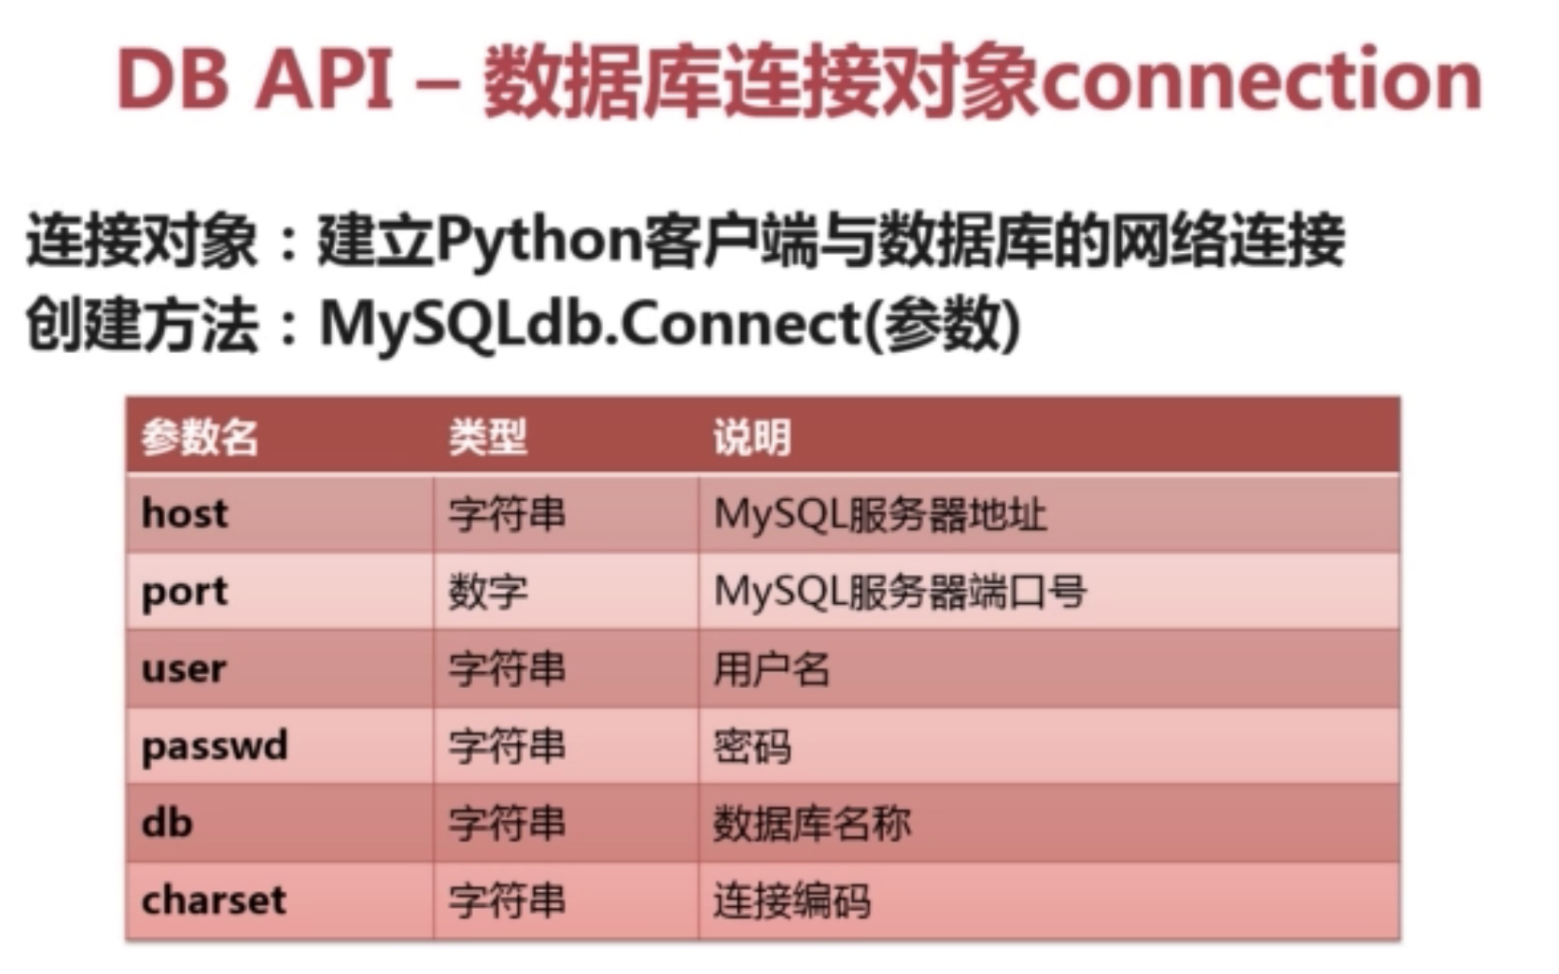 DB API – 数据库连接对象connection
连接对象：建立Python客户端与数据库的网络连接
创建方法：MySQLdb.Connect(参数)
参数名 类型 说明
host 字符串 MySQL服务器地址
port 数字 MySQL服务器端口号
user 字符串 用户名
passwd 字符串 密码
db 字符串 数据库名称
charset 字符串 连接编码